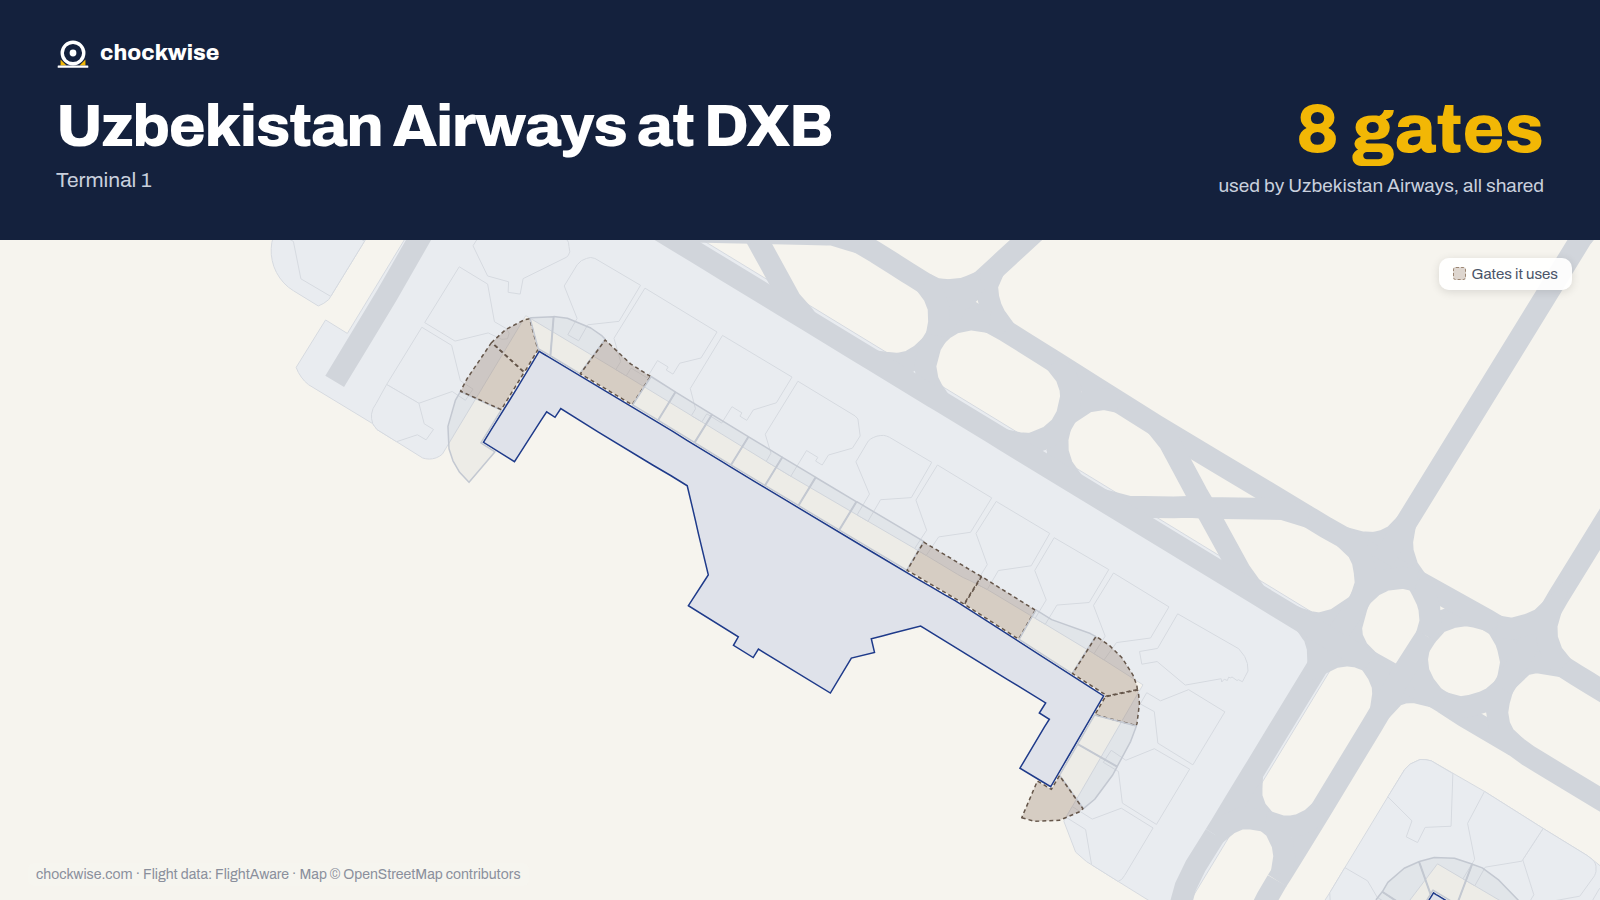 chockwise
Uzbekistan Airways at DXB
Terminal 1
8 gates
used by Uzbekistan Airways, all shared
Gates it uses
chockwise.com · Flight data: FlightAware · Map © OpenStreetMap contributors